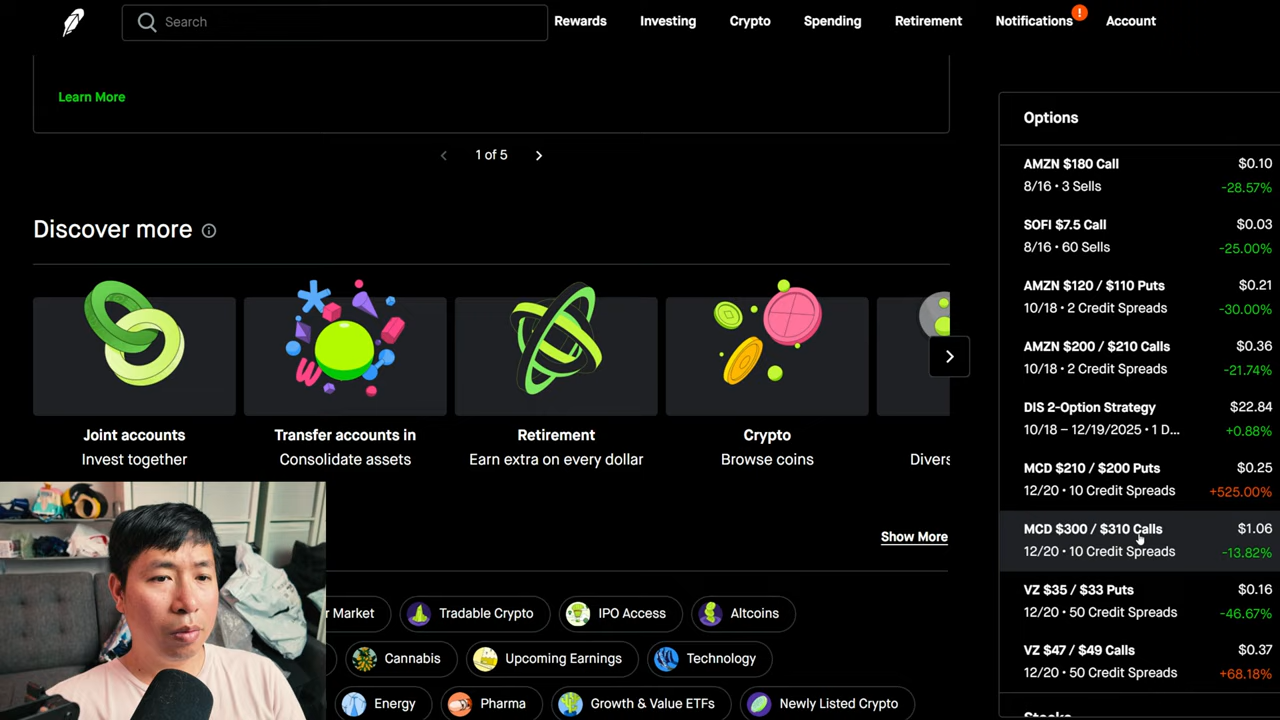 Search
Rewards
Investing
Crypto
Spending
Retirement
Notifications
!
Account
Learn More
1 of 5
Discover more
Joint accounts
Invest together
Transfer accounts in
Consolidate assets
Retirement
Earn extra on every dollar
Crypto
Browse coins
Divers
Show More
r Market
Tradable Crypto
IPO Access
Altcoins
Cannabis
Upcoming Earnings
Technology
Energy
Pharma
Growth & Value ETFs
Newly Listed Crypto
Options
AMZN $180 Call $0.10
8/16 • 3 Sells -28.57%
SOFI $7.5 Call $0.03
8/16 • 60 Sells -25.00%
AMZN $120 / $110 Puts $0.21
10/18 • 2 Credit Spreads -30.00%
AMZN $200 / $210 Calls $0.36
10/18 • 2 Credit Spreads -21.74%
DIS 2-Option Strategy $22.84
10/18 – 12/19/2025 • 1 D... +0.88%
MCD $210 / $200 Puts $0.25
12/20 • 10 Credit Spreads +525.00%
MCD $300 / $310 Calls $1.06
12/20 • 10 Credit Spreads -13.82%
VZ $35 / $33 Puts $0.16
12/20 • 50 Credit Spreads -46.67%
VZ $47 / $49 Calls $0.37
12/20 • 50 Credit Spreads +68.18%